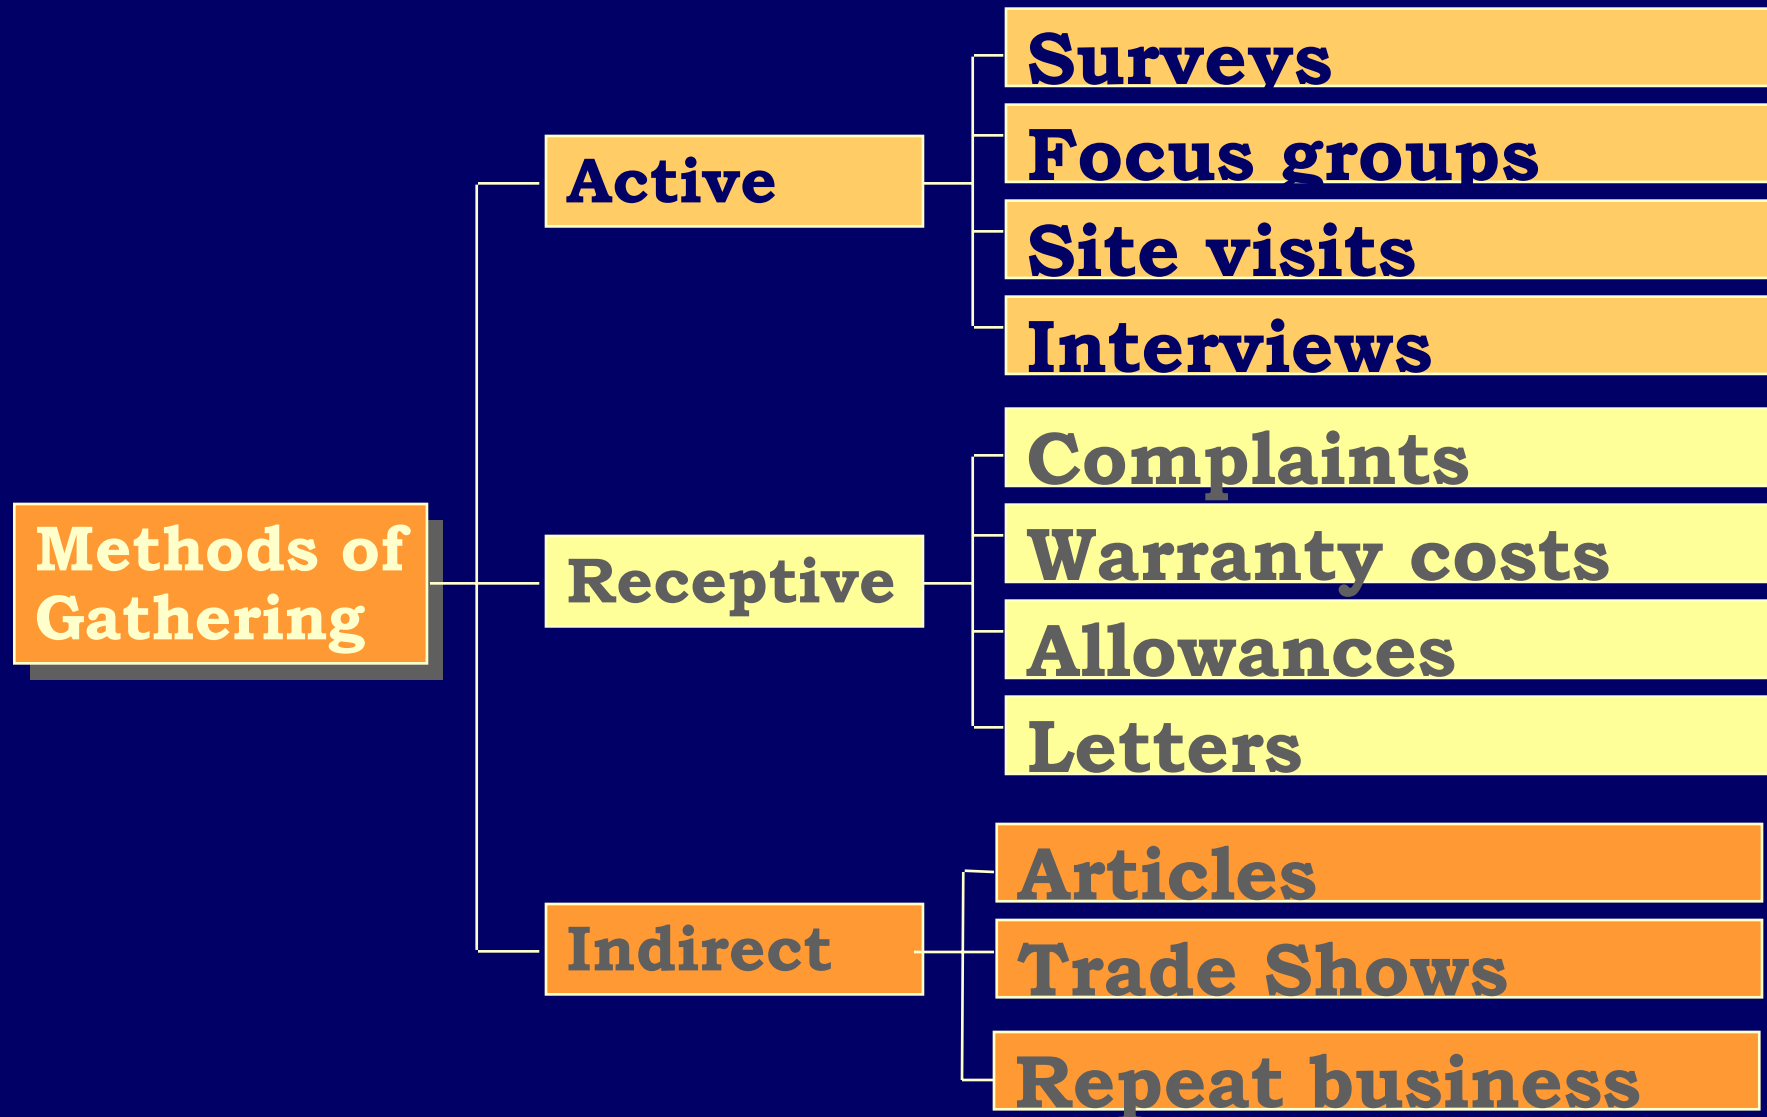 Methods of
Gathering
Active
Surveys
Focus groups
Site visits
Interviews
Receptive
Complaints
Warranty costs
Allowances
Letters
Indirect
Articles
Trade Shows
Repeat business